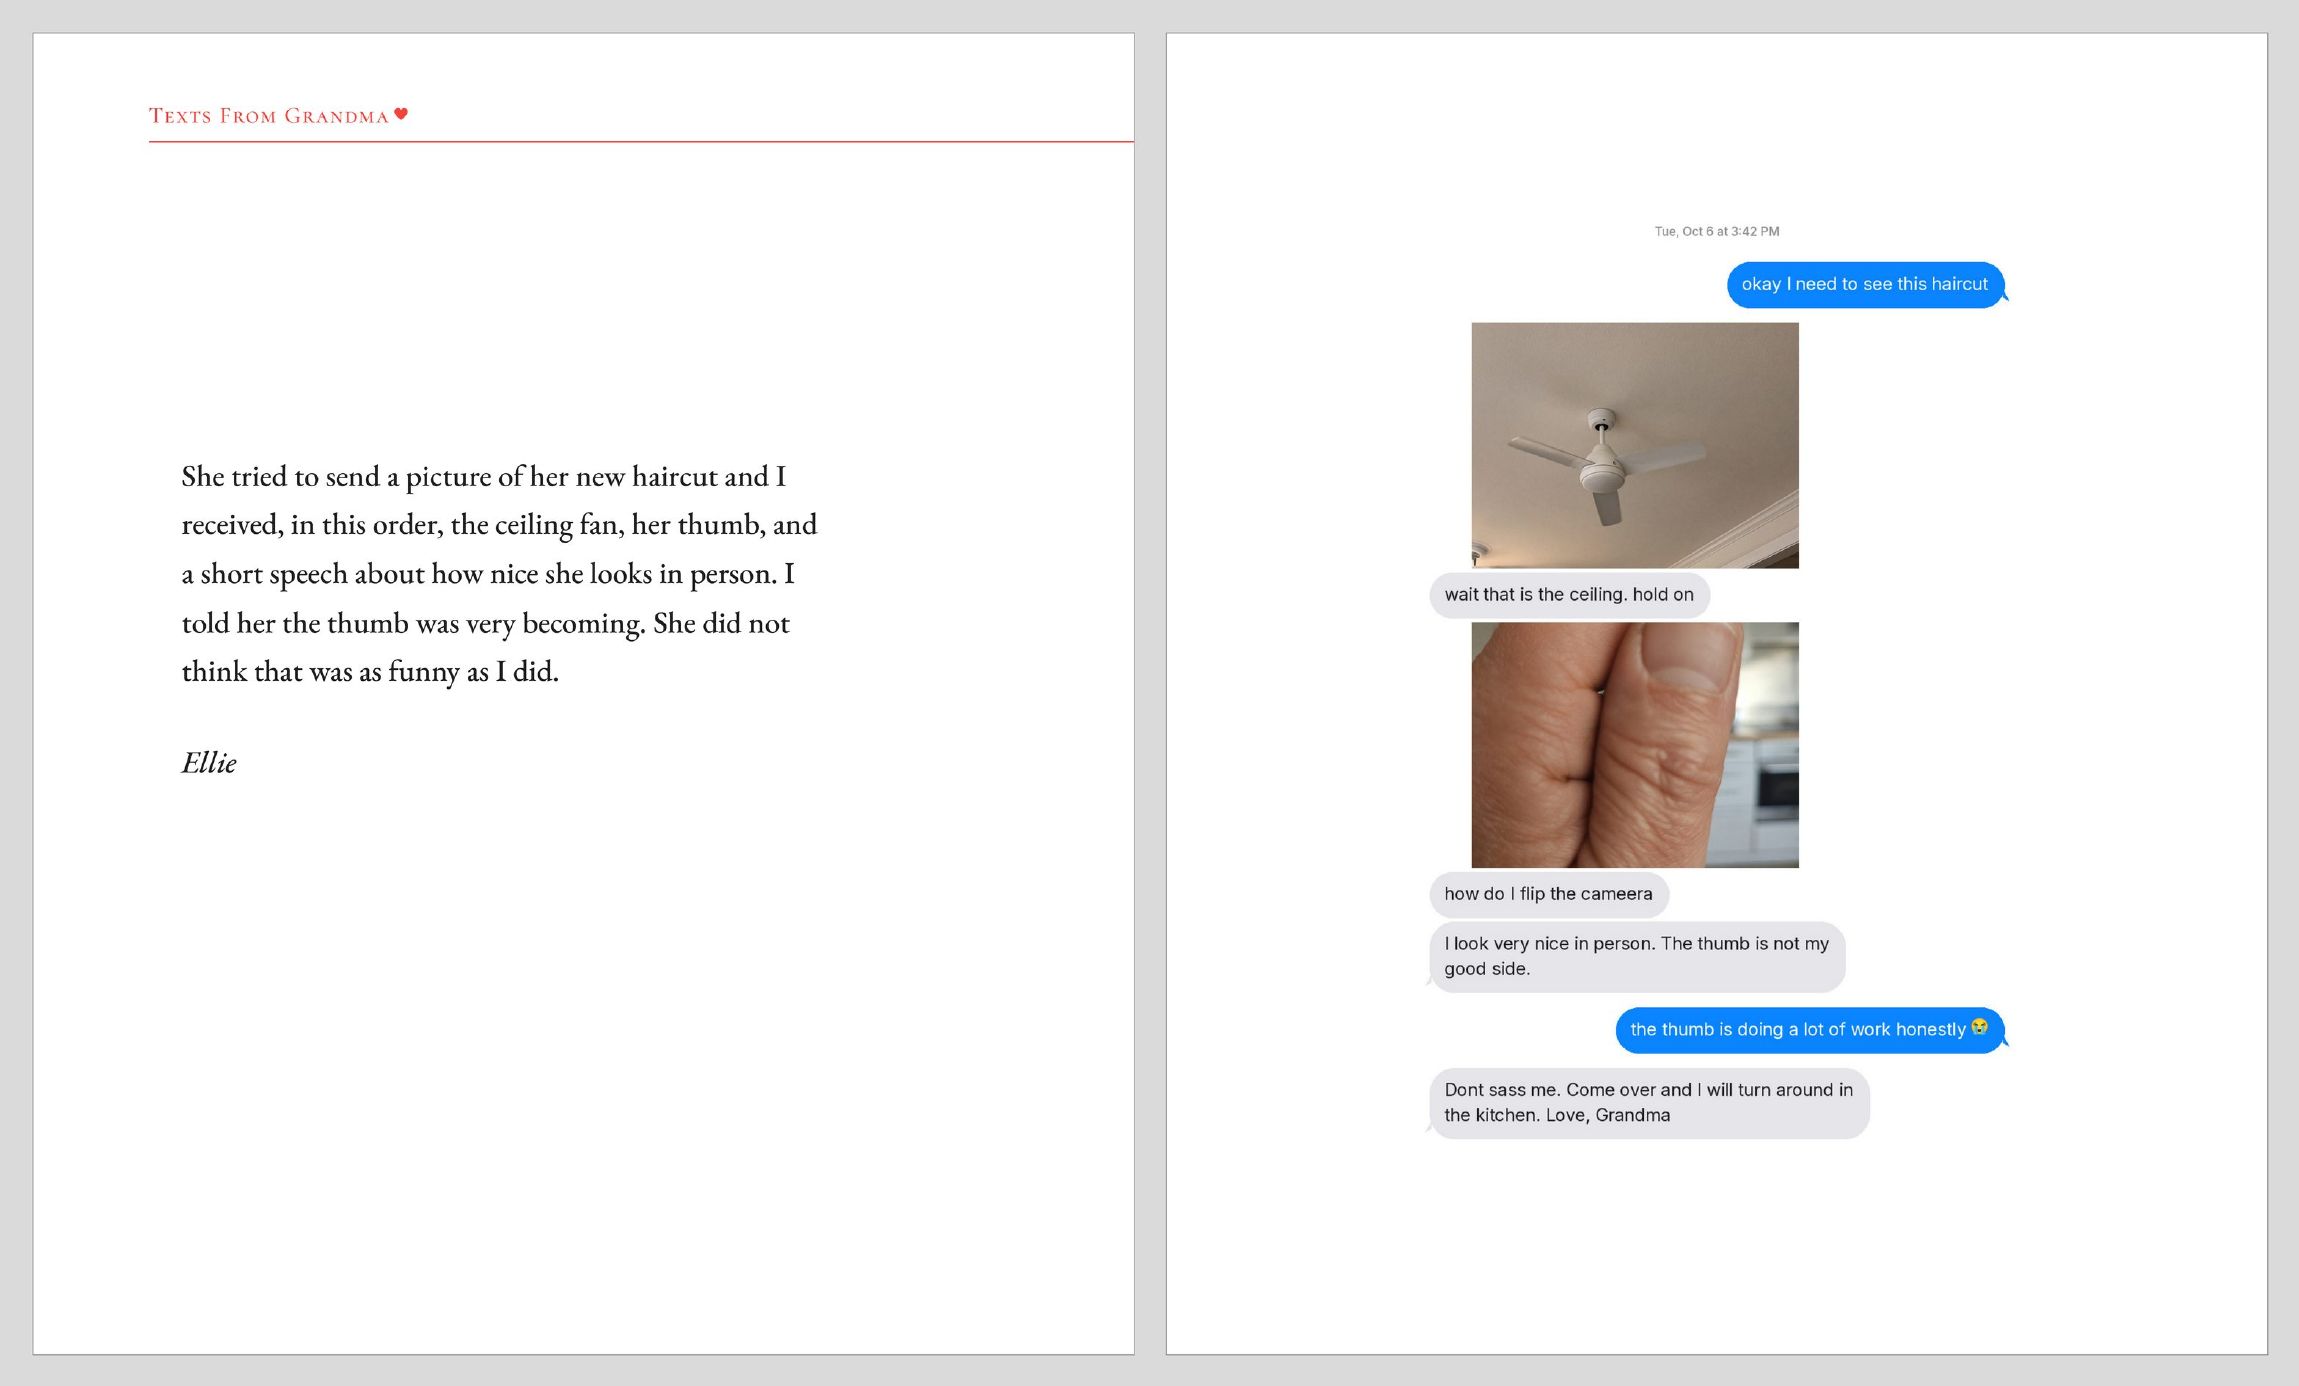 Texts From Grandma♥
She tried to send a picture of her new haircut and I
received, in this order, the ceiling fan, her thumb, and
a short speech about how nice she looks in person. I
told her the thumb was very becoming. She did not
think that was as funny as I did.
Ellie
Tue, Oct 6 at 3:42 PM
okay I need to see this haircut
wait that is the ceiling. hold on
how do I flip the cameera
I look very nice in person. The thumb is not my
good side.
the thumb is doing a lot of work honestly 😭
Dont sass me. Come over and I will turn around in
the kitchen. Love, Grandma